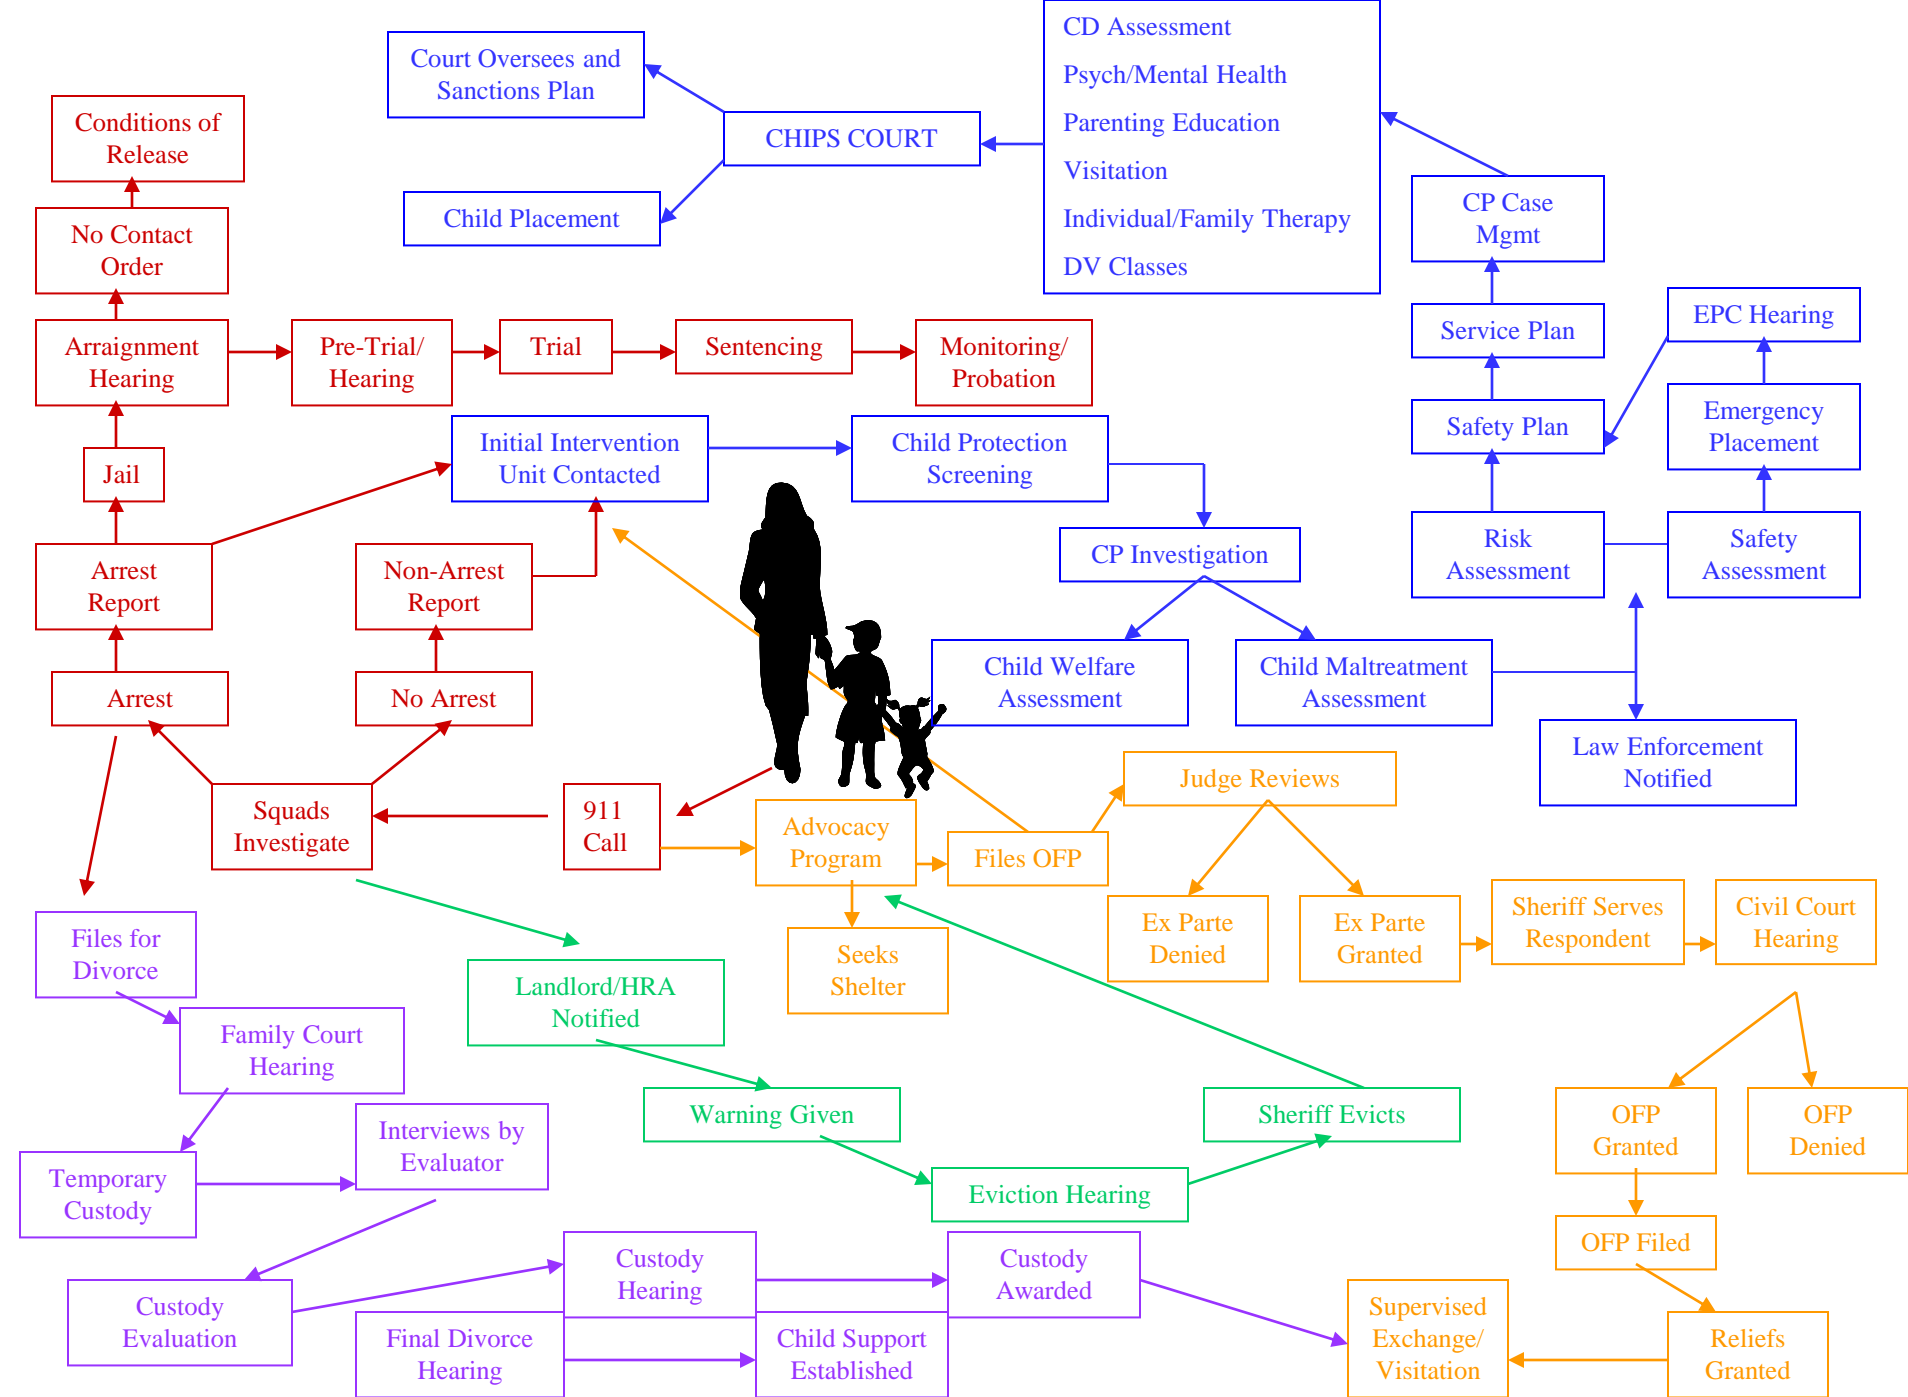 Court Oversees and
Sanctions Plan
CHIPS COURT
Child Placement
CD Assessment
Psych/Mental Health
Parenting Education
Visitation
Individual/Family Therapy
DV Classes
CP Case
Mgmt
Service Plan
Safety Plan
EPC Hearing
Emergency
Placement
Risk
Assessment
Safety
Assessment
Conditions of
Release
No Contact
Order
Arraignment
Hearing
Pre-Trial/
Hearing
Trial
Sentencing
Monitoring/
Probation
Jail
Initial Intervention
Unit Contacted
Child Protection
Screening
CP Investigation
Arrest
Report
Non-Arrest
Report
Arrest
No Arrest
Child Welfare
Assessment
Child Maltreatment
Assessment
Law Enforcement
Notified
Squads
Investigate
911
Call
Advocacy
Program
Files OFP
Judge Reviews
Seeks
Shelter
Ex Parte
Denied
Ex Parte
Granted
Sheriff Serves
Respondent
Civil Court
Hearing
Files for
Divorce
Family Court
Hearing
Landlord/HRA
Notified
Warning Given
Sheriff Evicts
Eviction Hearing
OFP
Granted
OFP
Denied
OFP Filed
Temporary
Custody
Interviews by
Evaluator
Custody
Evaluation
Custody
Hearing
Custody
Awarded
Final Divorce
Hearing
Child Support
Established
Supervised
Exchange/
Visitation
Reliefs
Granted